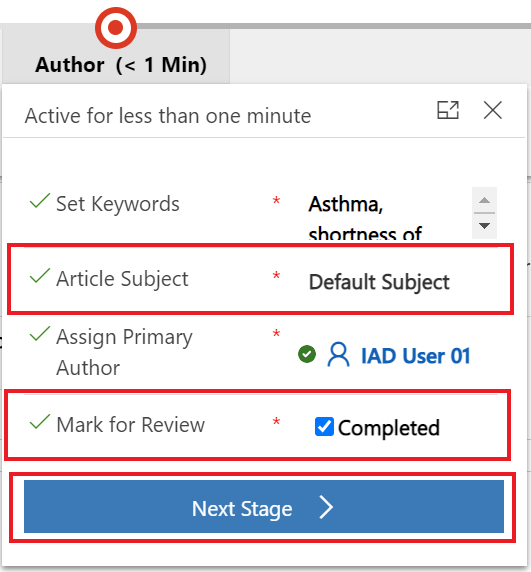 Author (< 1 Min)
Active for less than one minute
Set Keywords * Asthma,
shortness of
Article Subject * Default Subject
Assign Primary * IAD User 01
Author
Mark for Review * Completed
Next Stage